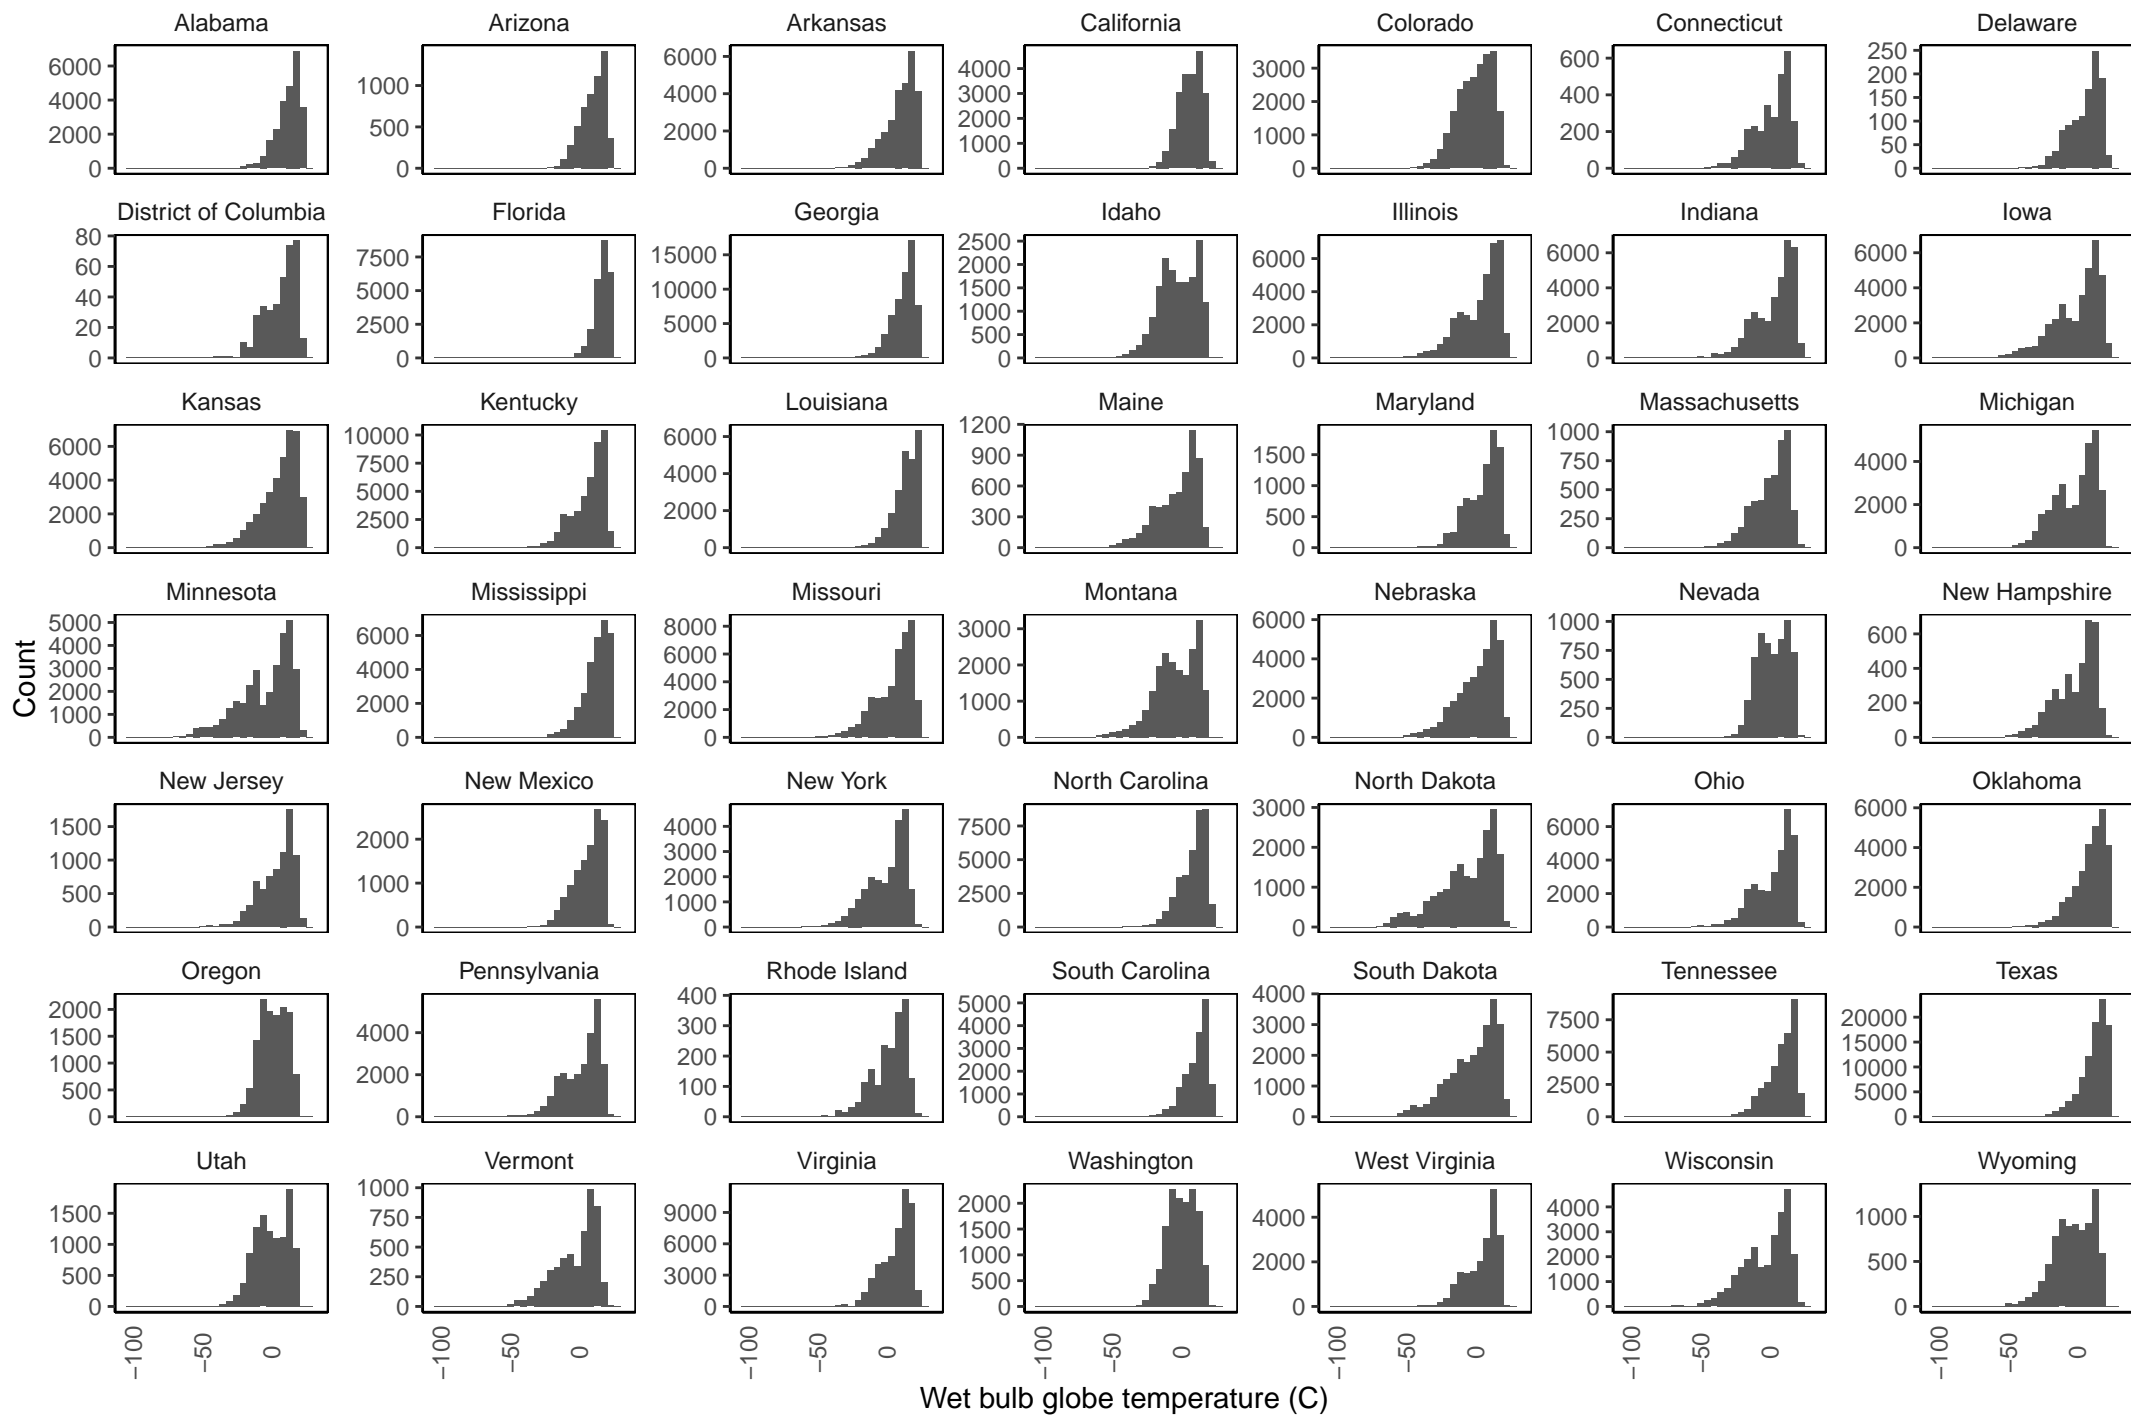 Alabama Arizona Arkansas California Colorado Connecticut Delaware
6000 4000 2000 0
1000 500 0
6000 4000 2000 0
4000 3000 2000 1000 0
3000 2000 1000 0
600 400 200 0
250 200 150 100 50 0
District of Columbia Florida Georgia Idaho Illinois Indiana Iowa
80 60 40 20 0
7500 5000 2500 0
15000 10000 5000 0
2500 2000 1500 1000 500 0
6000 4000 2000 0
6000 4000 2000 0
6000 4000 2000 0
Kansas Kentucky Louisiana Maine Maryland Massachusetts Michigan
6000 4000 2000 0
10000 7500 5000 2500 0
6000 4000 2000 0
1200 900 600 300 0
1500 1000 500 0
1000 750 500 250 0
4000 2000 0
Minnesota Mississippi Missouri Montana Nebraska Nevada New Hampshire
5000 4000 3000 2000 1000 0
6000 4000 2000 0
8000 6000 4000 2000 0
3000 2000 1000 0
6000 4000 2000 0
1000 750 500 250 0
600 400 200 0
Count
New Jersey New Mexico New York North Carolina North Dakota Ohio Oklahoma
1500 1000 500 0
2000 1000 0
4000 3000 2000 1000 0
7500 5000 2500 0
3000 2000 1000 0
6000 4000 2000 0
6000 4000 2000 0
Oregon Pennsylvania Rhode Island South Carolina South Dakota Tennessee Texas
2000 1500 1000 500 0
4000 2000 0
400 300 200 100 0
5000 4000 3000 2000 1000 0
4000 3000 2000 1000 0
7500 5000 2500 0
20000 15000 10000 5000 0
Utah Vermont Virginia Washington West Virginia Wisconsin Wyoming
1500 1000 500 0
1000 750 500 250 0
9000 6000 3000 0
2000 1500 1000 500 0
4000 2000 0
4000 3000 2000 1000 0
1000 500 0
−100 −50 0 −100 −50 0 −100 −50 0 −100 −50 0 −100 −50 0 −100 −50 0 −100 −50 0
Wet bulb globe temperature (C)